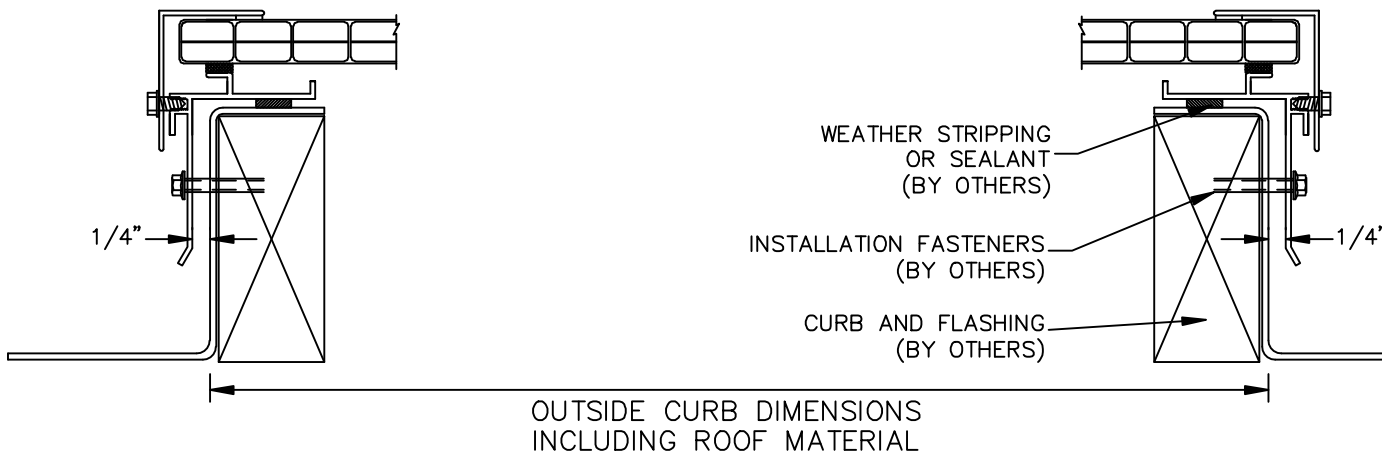 WEATHER STRIPPING
OR SEALANT
(BY OTHERS)
1/4”
INSTALLATION FASTENERS
(BY OTHERS)
1/4”
CURB AND FLASHING
(BY OTHERS)
OUTSIDE CURB DIMENSIONS
INCLUDING ROOF MATERIAL